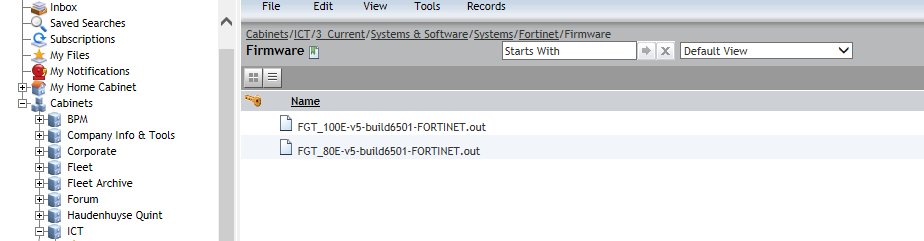 Inbox
Saved Searches
Subscriptions
My Files
My Notifications
My Home Cabinet
Cabinets
BPM
Company Info & Tools
Corporate
Fleet
Fleet Archive
Forum
Haudenhuyse Quint
ICT
File Edit View Tools Records
Cabinets/ICT/3_Current/Systems & Software/Systems/Fortinet/Firmware
Firmware Starts With Default View
Name
FGT_100E-v5-build6501-FORTINET.out
FGT_80E-v5-build6501-FORTINET.out